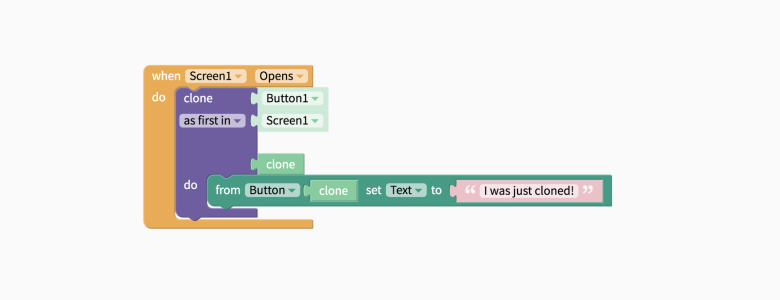 when Screen1 Opens
do clone Button1
as first in Screen1
clone
do from Button clone set Text to “ I was just cloned! ”